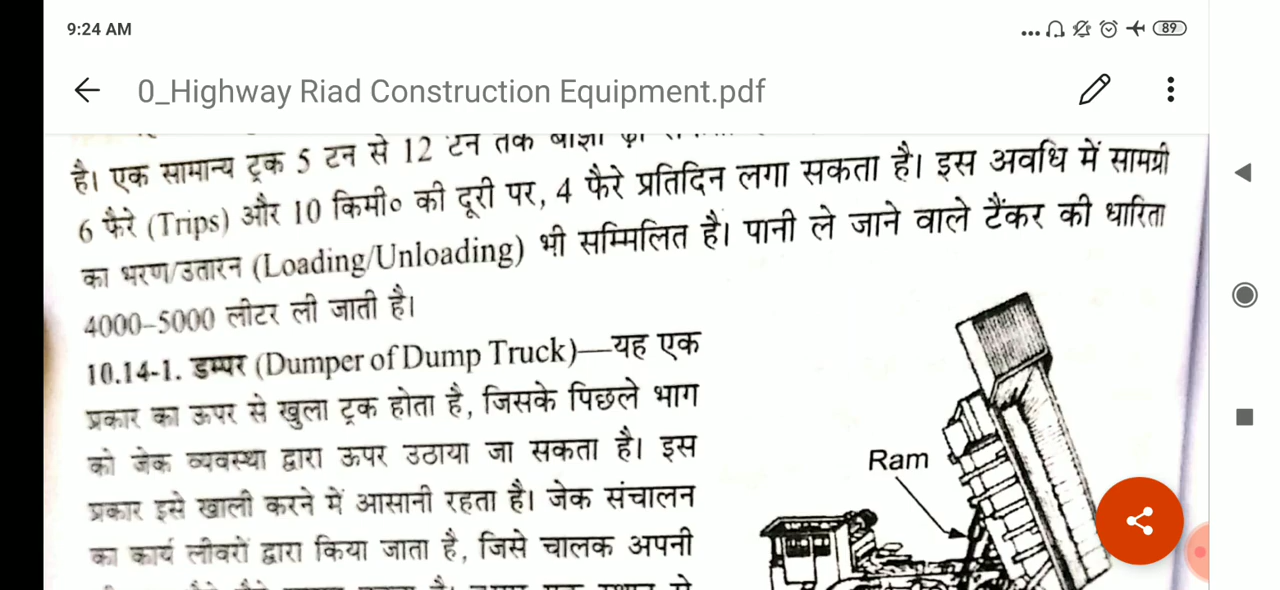 9:24 AM
89
0_Highway Riad Construction Equipment.pdf
है। एक सामान्य ट्रक 5 टन से 12 टन तक बोझा
6 फैरे (Trips) और 10 किमी० की दूरी पर, 4 फैरे प्रतिदिन लगा सकता है। इस अवधि में सामग्री
का भरण/उतारन (Loading/Unloading) भी सम्मिलित है। पानी ले जाने वाले टैंकर की धारिता
4000–5000 लीटर ली जाती है।
10.14-1. डम्पर (Dumper of Dump Truck)—यह एक
प्रकार का ऊपर से खुला ट्रक होता है, जिसके पिछले भाग
को जेक व्यवस्था द्वारा ऊपर उठाया जा सकता है। इस
प्रकार इसे खाली करने में आसानी रहता है। जेक संचालन
का कार्य लीवरों द्वारा किया जाता है, जिसे चालक अपनी
Ram